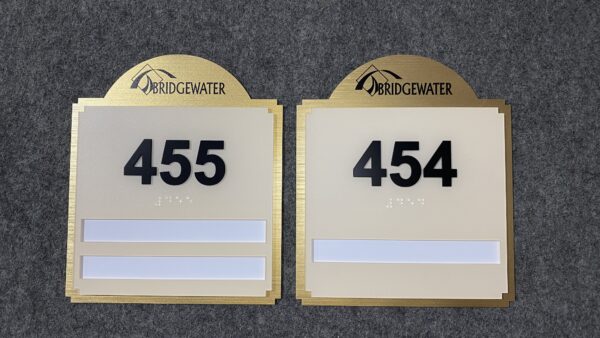 BRIDGEWATER
455
⠼⠙⠑⠑
BRIDGEWATER
454
⠼⠙⠑⠙